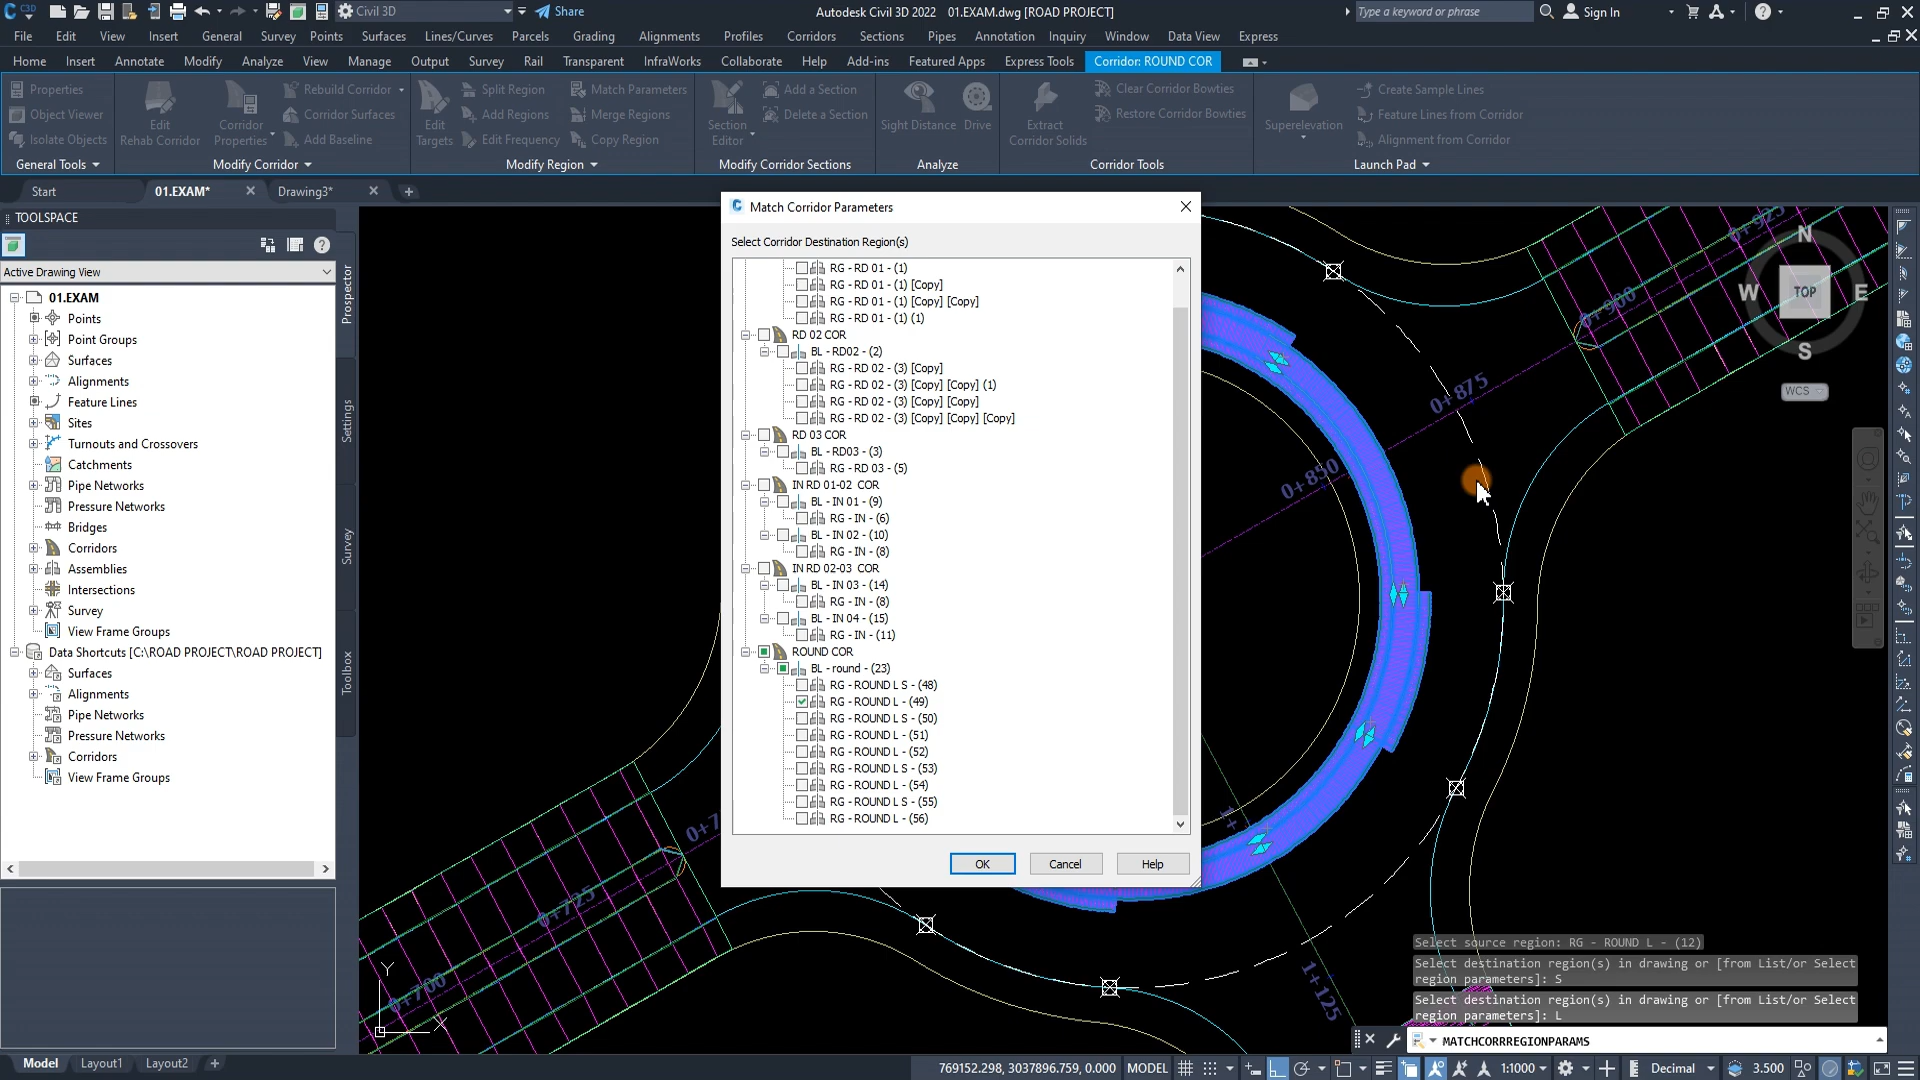 Civil 3D
Share
Autodesk Civil 3D 2022 01.EXAM.dwg [ROAD PROJECT]
Type a keyword or phrase
Sign In
File Edit View Insert General Survey Points Surfaces Lines/Curves Parcels Grading Alignments Profiles Corridors Sections Pipes Annotation Inquiry Window Data View Express
Home Insert Annotate Modify Analyze View Manage Output Survey Rail Transparent InfraWorks Collaborate Help Add-ins Featured Apps Express Tools Corridor: ROUND COR
Properties
Object Viewer
Isolate Objects
General Tools
Edit
Rehab Corridor
Corridor
Properties
Rebuild Corridor
Corridor Surfaces
Add Baseline
Modify Corridor
Edit
Targets
Split Region
Add Regions
Edit Frequency
Match Parameters
Merge Regions
Copy Region
Modify Region
Section
Editor
Add a Section
Delete a Section
Modify Corridor Sections
Sight Distance
Drive
Analyze
Extract
Corridor Solids
Clear Corridor Bowties
Restore Corridor Bowties
Corridor Tools
Superelevation
Create Sample Lines
Feature Lines from Corridor
Alignment from Corridor
Launch Pad
Start
01.EXAM*
Drawing3*
TOOLSPACE
Active Drawing View
01.EXAM
Points
Point Groups
Surfaces
Alignments
Feature Lines
Sites
Turnouts and Crossovers
Catchments
Pipe Networks
Pressure Networks
Bridges
Corridors
Assemblies
Intersections
Survey
View Frame Groups
Data Shortcuts [C:\ROAD PROJECT\ROAD PROJECT]
Surfaces
Alignments
Pipe Networks
Pressure Networks
Corridors
View Frame Groups
Prospector
Settings
Survey
Toolbox
Match Corridor Parameters
Select Corridor Destination Region(s)
RG - RD 01 - (1)
RG - RD 01 - (1) [Copy]
RG - RD 01 - (1) [Copy] [Copy]
RG - RD 01 - (1) (1)
RD 02 COR
BL - RD02 - (2)
RG - RD 02 - (3) [Copy]
RG - RD 02 - (3) [Copy] [Copy] (1)
RG - RD 02 - (3) [Copy] [Copy]
RG - RD 02 - (3) [Copy] [Copy] [Copy]
RD 03 COR
BL - RD03 - (3)
RG - RD 03 - (5)
IN RD 01-02 COR
BL - IN 01 - (9)
RG - IN - (6)
BL - IN 02 - (10)
RG - IN - (8)
IN RD 02-03 COR
BL - IN 03 - (14)
RG - IN - (8)
BL - IN 04 - (15)
RG - IN - (11)
ROUND COR
BL - round - (23)
RG - ROUND L S - (48)
RG - ROUND L - (49)
RG - ROUND L S - (50)
RG - ROUND L - (51)
RG - ROUND L - (52)
RG - ROUND L S - (53)
RG - ROUND L - (54)
RG - ROUND L S - (55)
RG - ROUND L - (56)
OK
Cancel
Help
0+925
0+900
0+875
0+850
0+725
0+700
1+125
N
W
TOP
E
S
WCS
Y
X
Select source region: RG - ROUND L - (12)
Select destination region(s) in drawing or [from List/or Select
region parameters]: S
Select destination region(s) in drawing or [from List/or Select
region parameters]: L
MATCHCORRREGIONPARAMS
Model
Layout1
Layout2
769152.298, 3037896.759, 0.000
MODEL
1:1000
Decimal
3.500